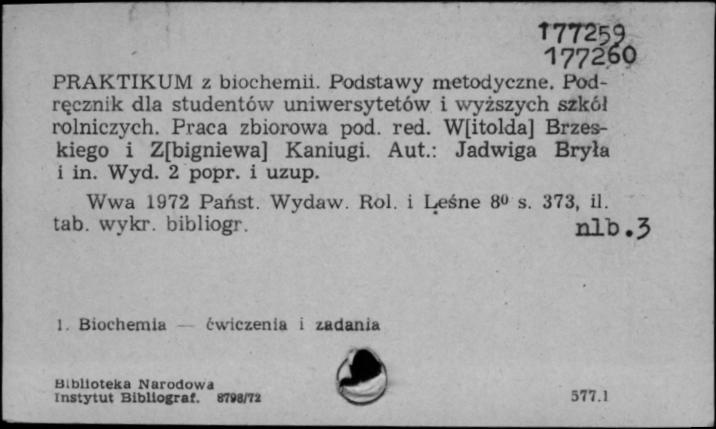 177259
177260
PRAKTIKUM z biochemii. Podstawy metodyczne. Pod-
ręcznik dla studentów uniwersytetów i wyższych szkół
rolniczych. Praca zbiorowa pod. red. W[itolda] Brzes-
kiego i Z[bigniewa] Kaniugi. Aut.: Jadwiga Bryła
i in. Wyd. 2 popr. i uzup.
Wwa 1972 Państ. Wydaw. Rol. i Leśne 8⁰ s. 373, il.
tab. wykr. bibliogr. nlb.3
1. Biochemia — ćwiczenia i zadania
Biblioteka Narodowa
Instytut Bibliograf. 8798/72 577.1